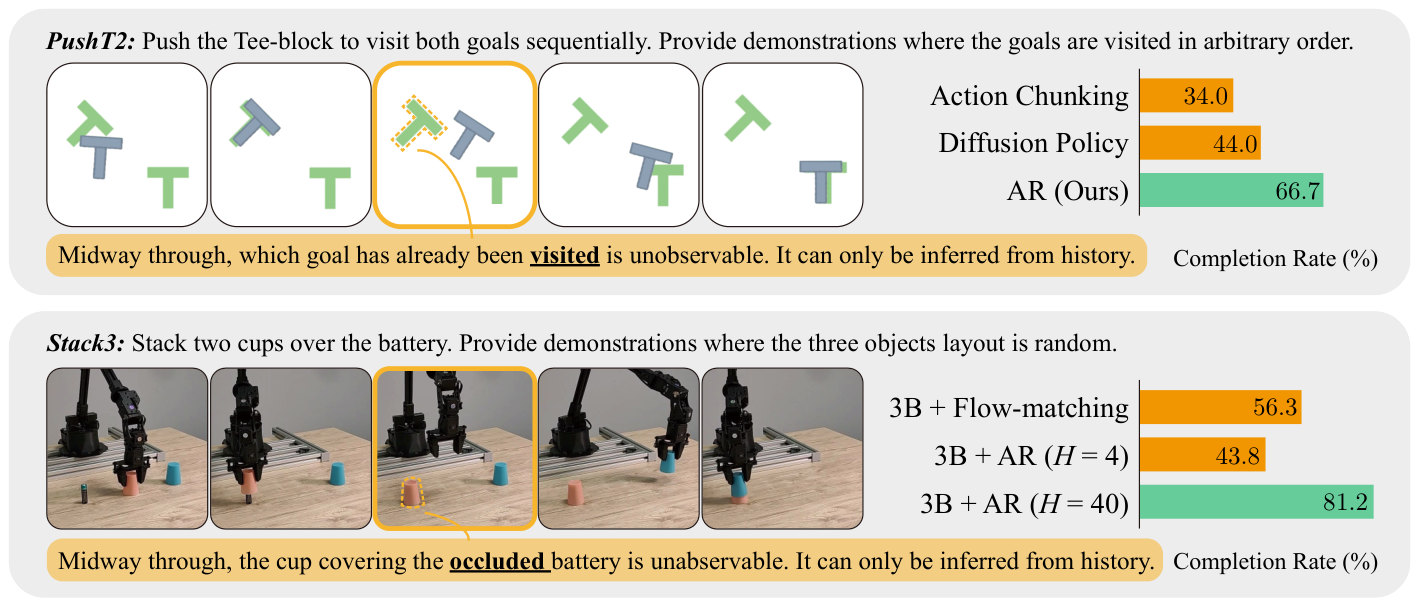 PushT2: Push the Tee-block to visit both goals sequentially. Provide demonstrations where the goals are visited in arbitrary order.
Action Chunking 34.0
Diffusion Policy 44.0
AR (Ours) 66.7
Midway through, which goal has already been visited is unobservable. It can only be inferred from history.
Completion Rate (%)
Stack3: Stack two cups over the battery. Provide demonstrations where the three objects layout is random.
3B + Flow-matching 56.3
3B + AR (H = 4) 43.8
3B + AR (H = 40) 81.2
Midway through, the cup covering the occluded battery is unabservable. It can only be inferred from history.
Completion Rate (%)